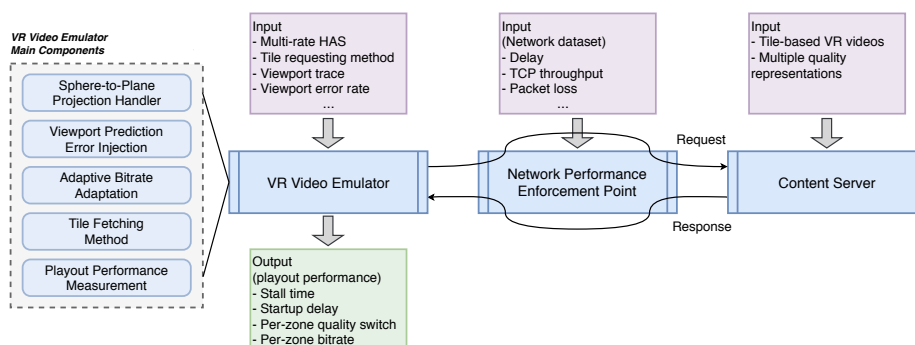 VR Video Emulator
Main Components
Sphere-to-Plane
Projection Handler
Viewport Prediction
Error Injection
Adaptive Bitrate
Adaptation
Tile Fetching
Method
Playout Performance
Measurement
Input
- Multi-rate HAS
- Tile requesting method
- Viewport trace
- Viewport error rate
...
VR Video Emulator
Output
(playout performance)
- Stall time
- Startup delay
- Per-zone quality switch
- Per-zone bitrate
Input
(Network dataset)
- Delay
- TCP throughput
- Packet loss
...
Network Performance
Enforcement Point
Request
Response
Input
- Tile-based VR videos
- Multiple quality
representations
Content Server